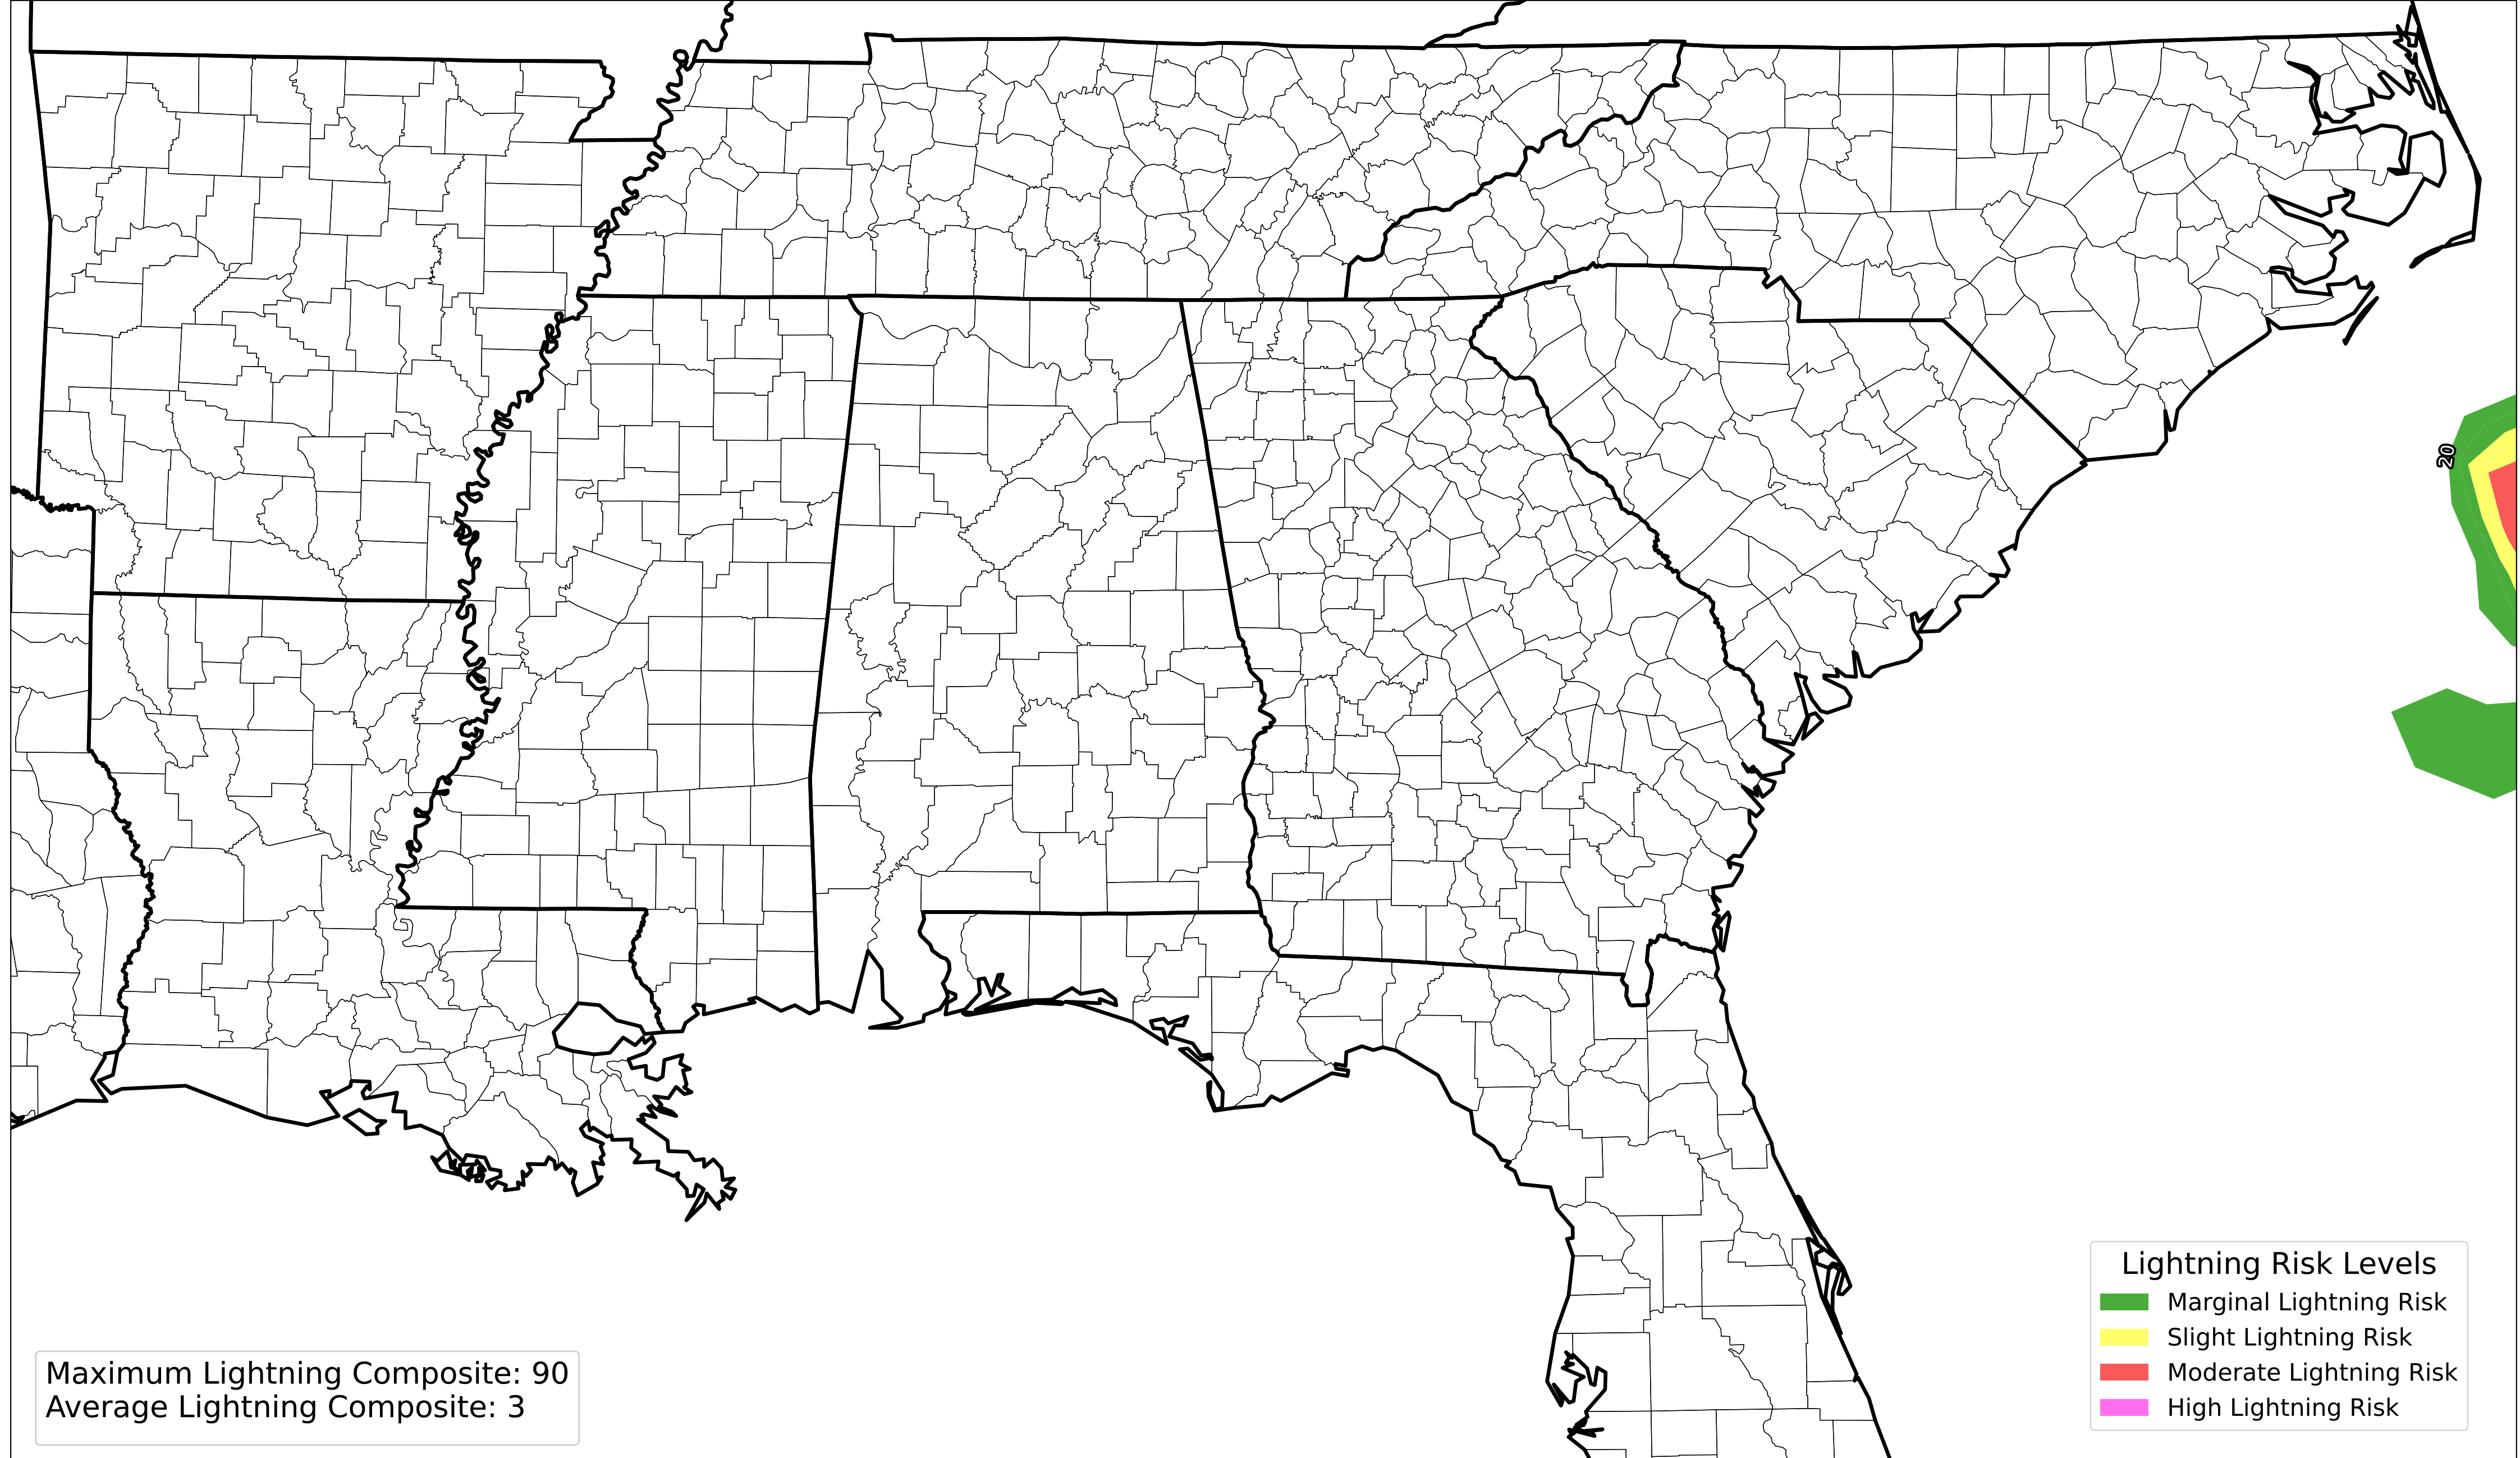 20
Lightning Risk Levels
Marginal Lightning Risk
Slight Lightning Risk
Moderate Lightning Risk
High Lightning Risk
Maximum Lightning Composite: 90
Average Lightning Composite: 3